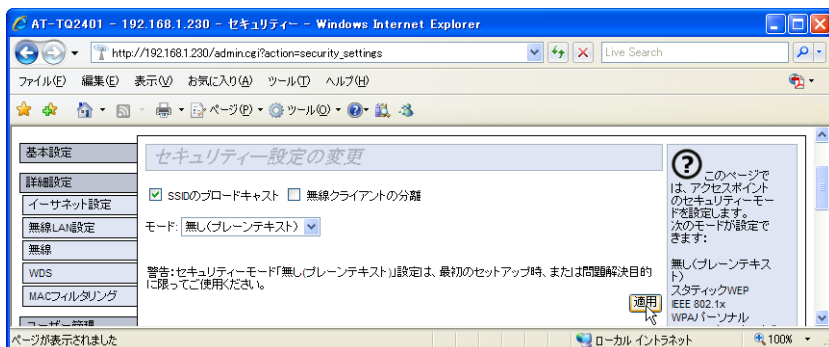 AT-TQ2401 - 192.168.1.230 - セキュリティー - Windows Internet Explorer
http://192.168.1.230/admin.cgi?action=security_settings
Live Search
ファイル(F) 編集(E) 表示(V) お気に入り(A) ツール(T) ヘルプ(H)
ページ(P) ツール(O)
基本設定
詳細設定
イーサネット設定
無線LAN設定
無線
WDS
MACフィルタリング
ユーザー管理
セキュリティー設定の変更
SSIDのブロードキャスト 無線クライアントの分離
モード: 無し(プレーンテキスト)
警告:セキュリティーモード「無し(プレーンテキスト)」設定は、最初のセットアップ時、または問題解決目的
に限ってご使用ください。
適用
このページで
は、アクセスポイント
のセキュリティーモー
ドを設定します。
次のモードが設定で
きます:
無し(プレーンテキス
ト)
スタティックWEP
IEEE 802.1x
WPAパーソナル
ページが表示されました
ローカル イントラネット
100%